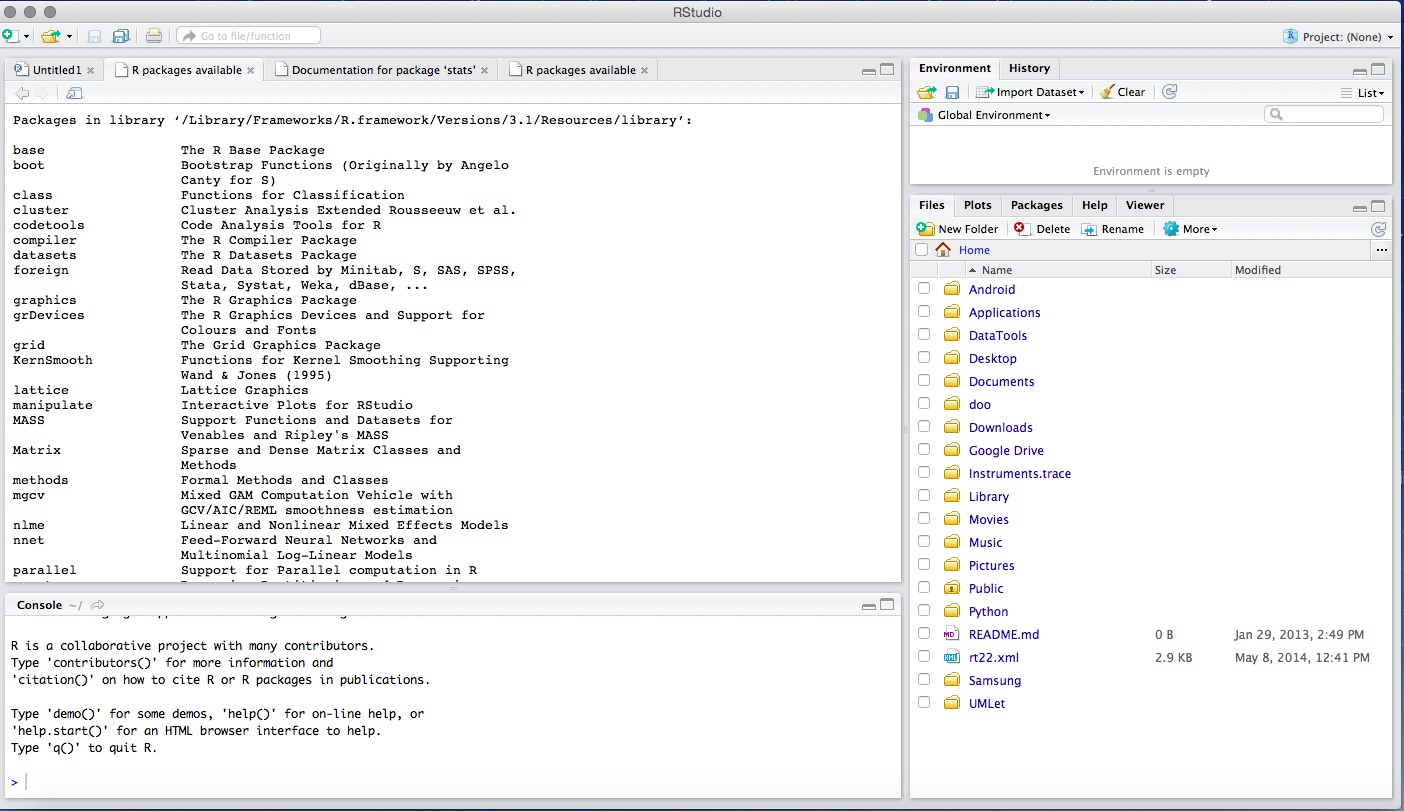 RStudio
Go to file/function
Project: (None)
Untitled1
R packages available
Documentation for package ‘stats’
R packages available
Packages in library ‘/Library/Frameworks/R.framework/Versions/3.1/Resources/library’:
base The R Base Package
boot Bootstrap Functions (Originally by Angelo
Canty for S)
class Functions for Classification
cluster Cluster Analysis Extended Rousseeuw et al.
codetools Code Analysis Tools for R
compiler The R Compiler Package
datasets The R Datasets Package
foreign Read Data Stored by Minitab, S, SAS, SPSS,
Stata, Systat, Weka, dBase, ...
graphics The R Graphics Package
grDevices The R Graphics Devices and Support for
Colours and Fonts
grid The Grid Graphics Package
KernSmooth Functions for Kernel Smoothing Supporting
Wand & Jones (1995)
lattice Lattice Graphics
manipulate Interactive Plots for RStudio
MASS Support Functions and Datasets for
Venables and Ripley's MASS
Matrix Sparse and Dense Matrix Classes and
Methods
methods Formal Methods and Classes
mgcv Mixed GAM Computation Vehicle with
GCV/AIC/REML smoothness estimation
nlme Linear and Nonlinear Mixed Effects Models
nnet Feed-Forward Neural Networks and
Multinomial Log-Linear Models
parallel Support for Parallel computation in R
Console ~/
R is a collaborative project with many contributors.
Type 'contributors()' for more information and
'citation()' on how to cite R or R packages in publications.
Type 'demo()' for some demos, 'help()' for on-line help, or
'help.start()' for an HTML browser interface to help.
Type 'q()' to quit R.
>
Environment History
Import Dataset Clear List
Global Environment
Environment is empty
Files Plots Packages Help Viewer
New Folder Delete Rename More
Home ...
Name Size Modified
Android
Applications
DataTools
Desktop
Documents
doo
Downloads
Google Drive
Instruments.trace
Library
Movies
Music
Pictures
Public
Python
MD README.md 0 B Jan 29, 2013, 2:49 PM
XML rt22.xml 2.9 KB May 8, 2014, 12:41 PM
Samsung
UMLet